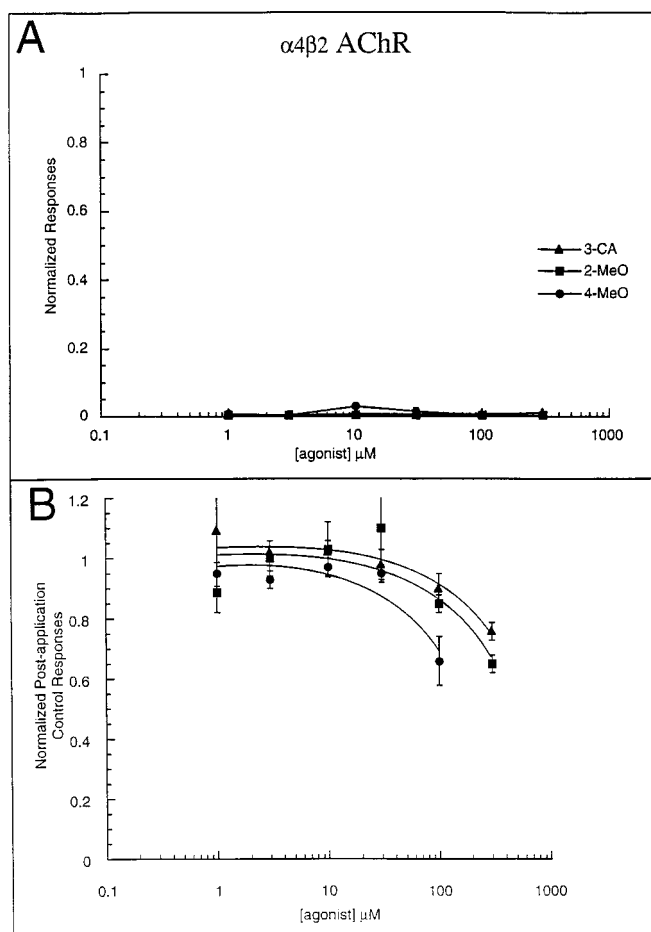 A
α4β2 AChR
1
0.8
0.6
0.4
0.2
0
Normalized Responses
3-CA
2-MeO
4-MeO
0.1 1 10 100 1000
[agonist] μM
B
1.2
1
0.8
0.6
0.4
0.2
0
Normalized Post-application
Control Responses
0.1 1 10 100 1000
[agonist] μM